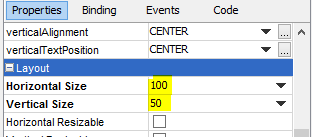 Properties Binding Events Code
verticalAlignment CENTER ...
verticalTextPosition CENTER ...
Layout
Horizontal Size 100
Vertical Size 50
Horizontal Resizable